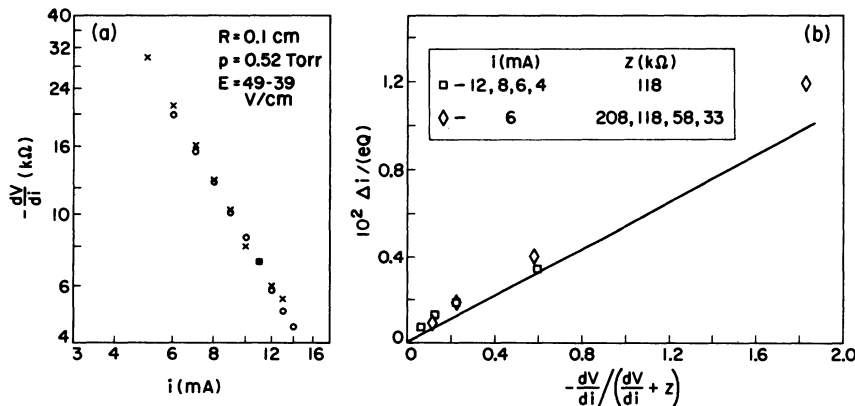 (a)
R = 0.1 cm
p = 0.52 Torr
E = 49-39
V/cm
40
32
24
16
10
6
4
-dV/di (kΩ)
3 4 6 8 12 16
i (mA)
(b)
i (mA) z (kΩ)
□ - 12, 8, 6, 4 118
◇ - 6 208, 118, 58, 33
1.2
0.8
0.4
0
10² Δi/(eQ)
0 0.4 0.8 1.2 1.6 2.0
-dV/di/(dV/di + z)